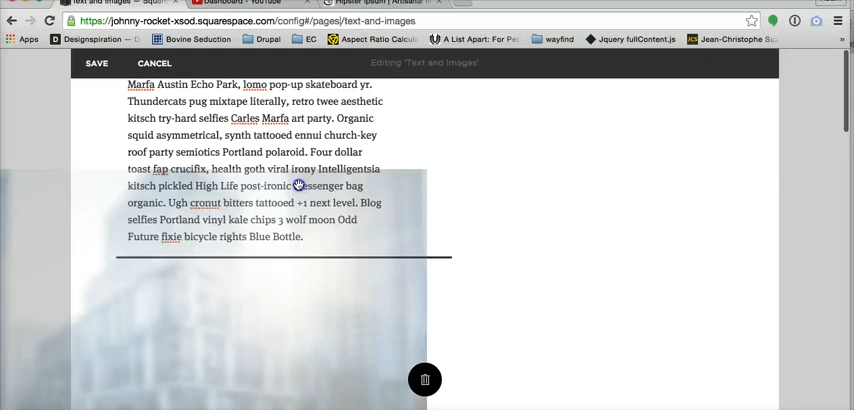 Text and Images — Squa
Dashboard - YouTube
Hipster Ipsum | Artisanal f
https://johnny-rocket-xsod.squarespace.com/config#/pages|/text-and-images
Apps
Designspiration —
Bovine Seduction
Drupal
EC
Aspect Ratio Calcula
A List Apart: For Pe
wayfind
Jquery fullContent.js
Jean-Christophe Su
SAVE
CANCEL
Editing 'Text and Images'
Marfa Austin Echo Park, lomo pop-up skateboard yr.
Thundercats pug mixtape literally, retro twee aesthetic
kitsch try-hard selfies Carles Marfa art party. Organic
squid asymmetrical, synth tattooed ennui church-key
roof party semiotics Portland polaroid. Four dollar
toast fap crucifix, health goth viral irony Intelligentsia
kitsch pickled High Life post-ironic messenger bag
organic. Ugh cronut bitters tattooed +1 next level. Blog
selfies Portland vinyl kale chips 3 wolf moon Odd
Future fixie bicycle rights Blue Bottle.